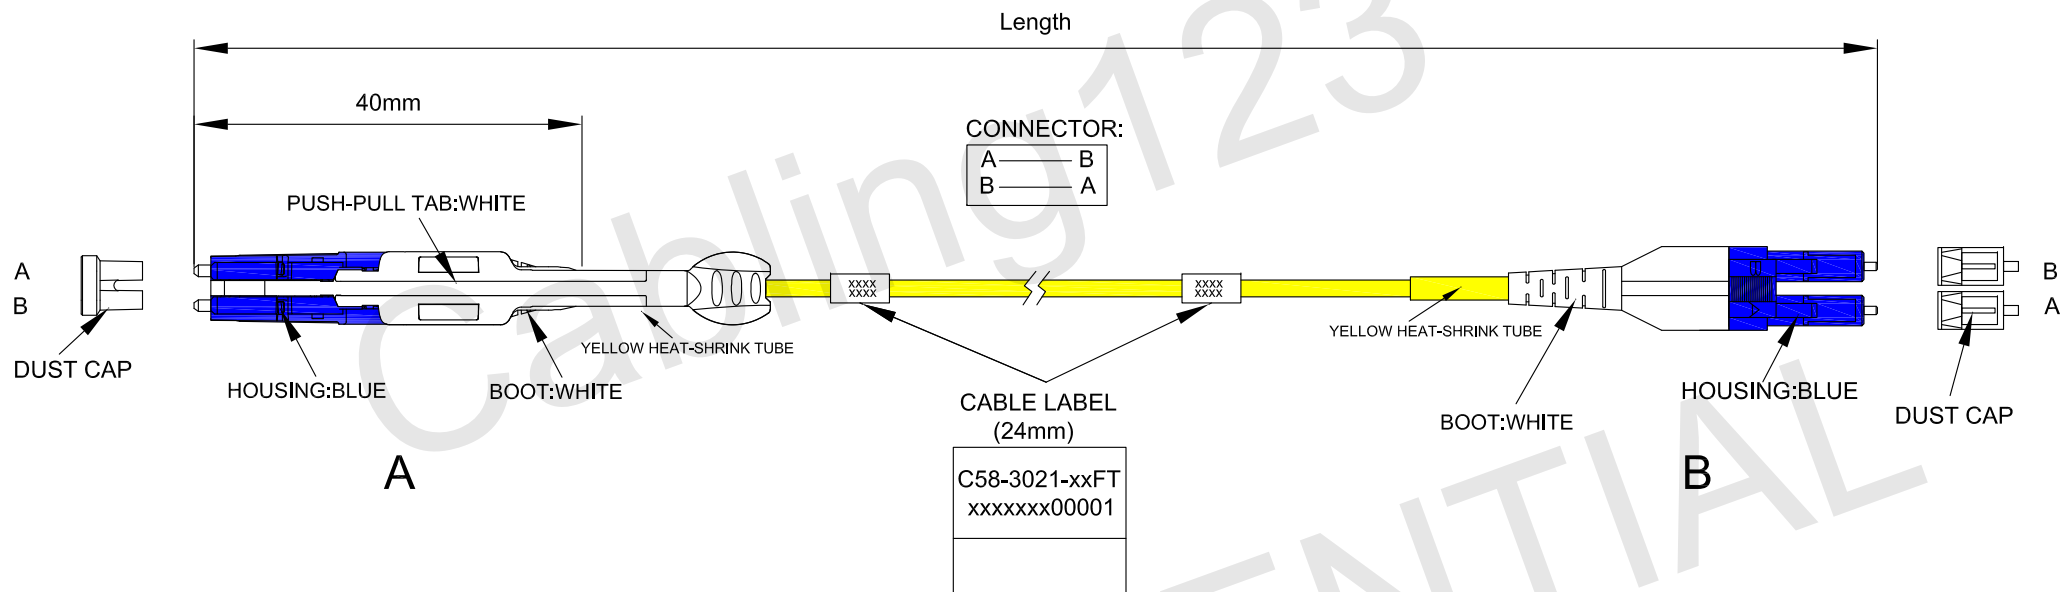 Length
40mm
CONNECTOR:
A B
B A
PUSH-PULL TAB:WHITE
A
B
B
A
XXXX
XXXX
XXXX
XXXX
DUST CAP
HOUSING:BLUE
BOOT:WHITE
YELLOW HEAT-SHRINK TUBE
YELLOW HEAT-SHRINK TUBE
BOOT:WHITE
HOUSING:BLUE
DUST CAP
CABLE LABEL
(24mm)
C58-3021-xxFT
xxxxxxx00001
A
B
Cabling123
ENTIAL